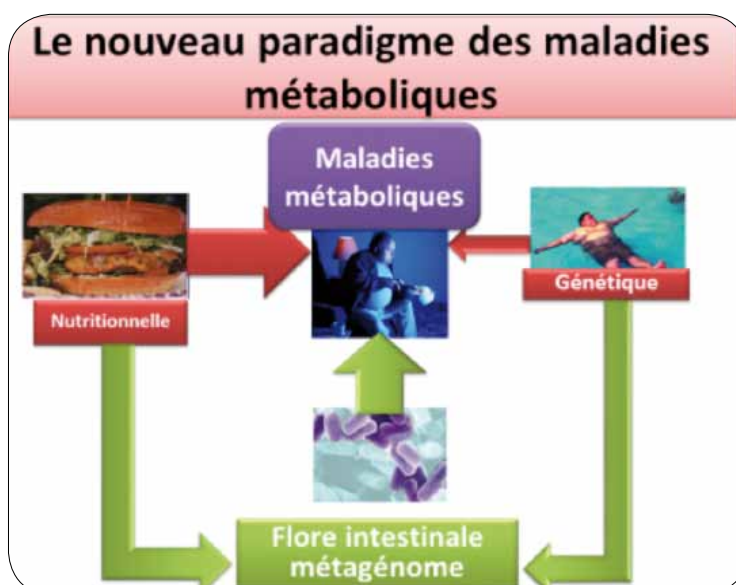 Le nouveau paradigme des maladies
métaboliques
Maladies
métaboliques
Nutritionnelle
Génétique
Flore intestinale
métagénome